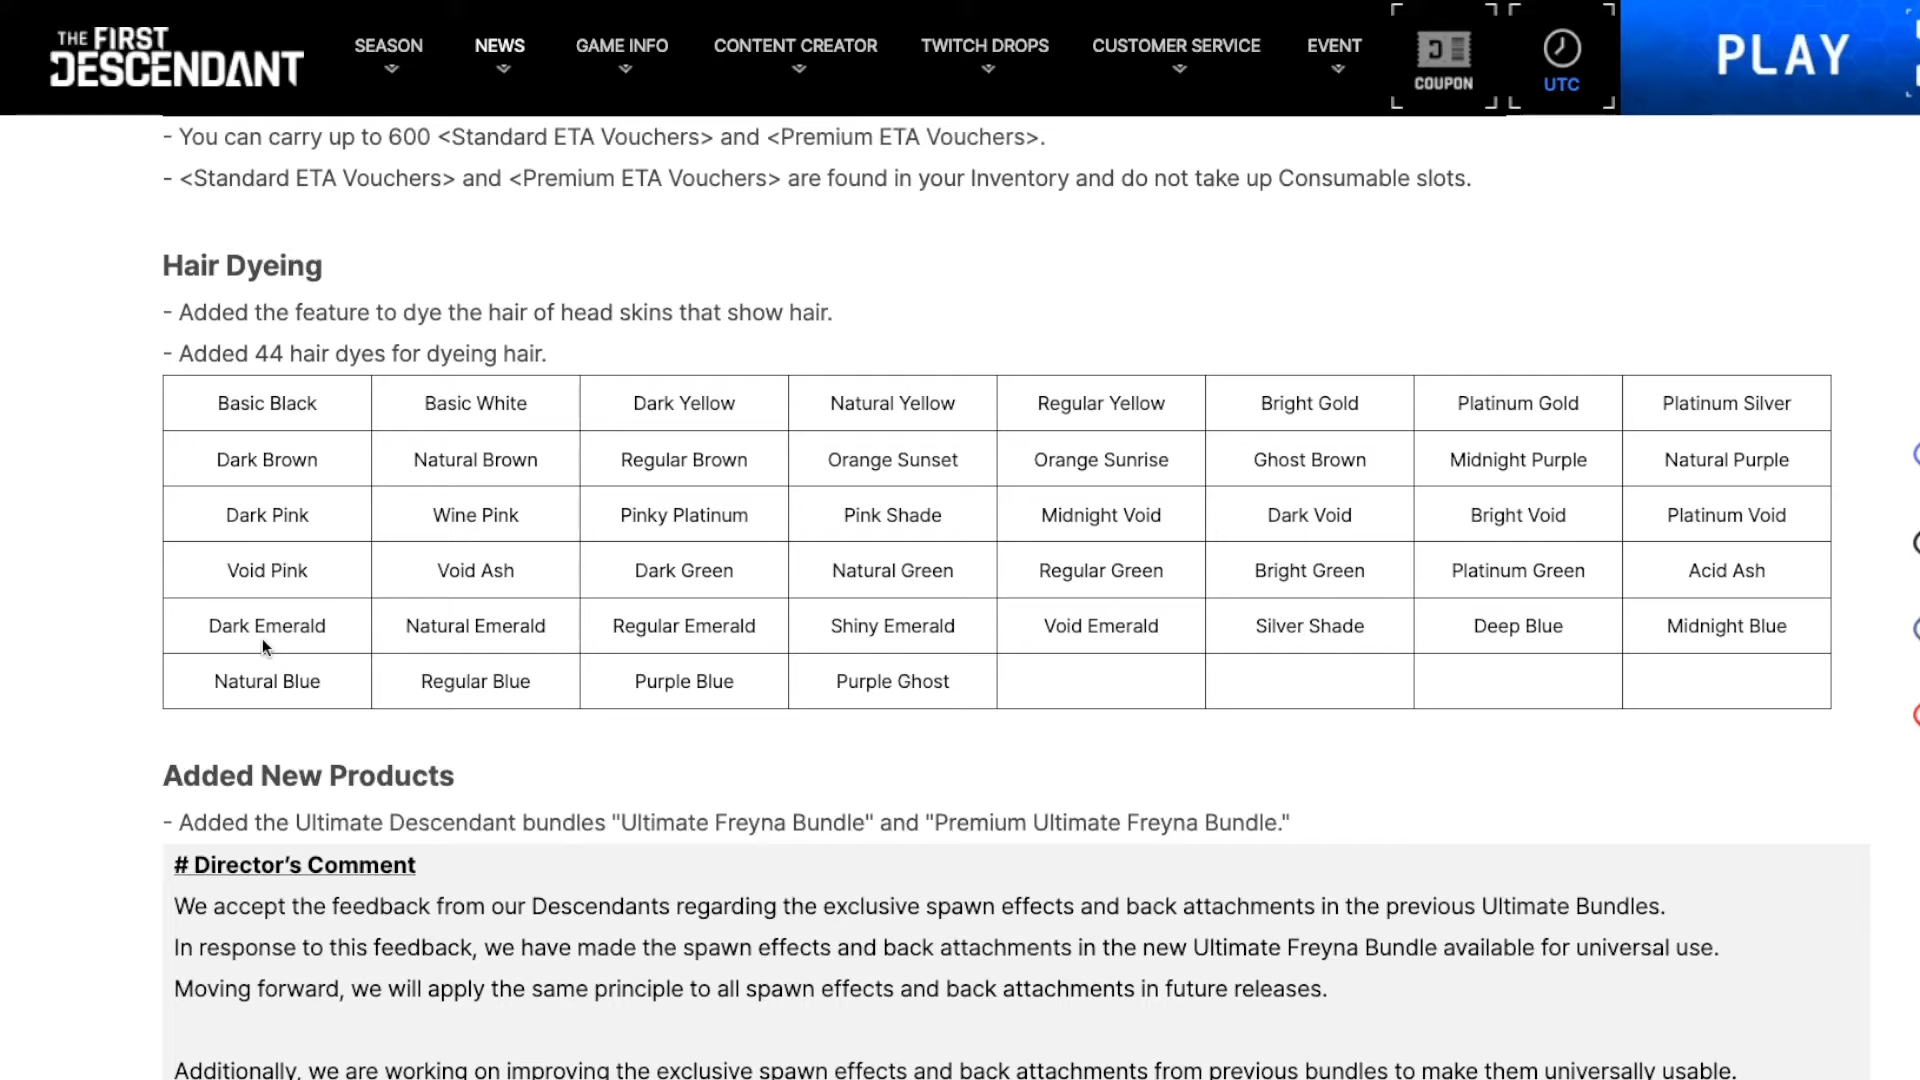 THE FIRST DESCENDANT
SEASON NEWS GAME INFO CONTENT CREATOR TWITCH DROPS CUSTOMER SERVICE EVENT COUPON UTC PLAY
- You can carry up to 600 <Standard ETA Vouchers> and <Premium ETA Vouchers>.
- <Standard ETA Vouchers> and <Premium ETA Vouchers> are found in your Inventory and do not take up Consumable slots.
Hair Dyeing
- Added the feature to dye the hair of head skins that show hair.
- Added 44 hair dyes for dyeing hair.
Basic Black Basic White Dark Yellow Natural Yellow Regular Yellow Bright Gold Platinum Gold Platinum Silver
Dark Brown Natural Brown Regular Brown Orange Sunset Orange Sunrise Ghost Brown Midnight Purple Natural Purple
Dark Pink Wine Pink Pinky Platinum Pink Shade Midnight Void Dark Void Bright Void Platinum Void
Void Pink Void Ash Dark Green Natural Green Regular Green Bright Green Platinum Green Acid Ash
Dark Emerald Natural Emerald Regular Emerald Shiny Emerald Void Emerald Silver Shade Deep Blue Midnight Blue
Natural Blue Regular Blue Purple Blue Purple Ghost
Added New Products
- Added the Ultimate Descendant bundles "Ultimate Freyna Bundle" and "Premium Ultimate Freyna Bundle."
# Director’s Comment
We accept the feedback from our Descendants regarding the exclusive spawn effects and back attachments in the previous Ultimate Bundles.
In response to this feedback, we have made the spawn effects and back attachments in the new Ultimate Freyna Bundle available for universal use.
Moving forward, we will apply the same principle to all spawn effects and back attachments in future releases.
Additionally, we are working on improving the exclusive spawn effects and back attachments from previous bundles to make them universally usable.